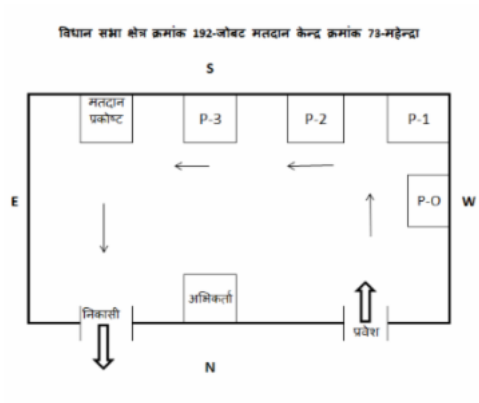 विधान सभा क्षेत्र क्रमांक 192-जोबट मतदान केन्द्र क्रमांक 73-महेन्द्रा
S
मतदान
प्रकोष्ट
P-3
P-2
P-1
E
P-O
W
अभिकर्ता
निकासी
प्रवेश
N